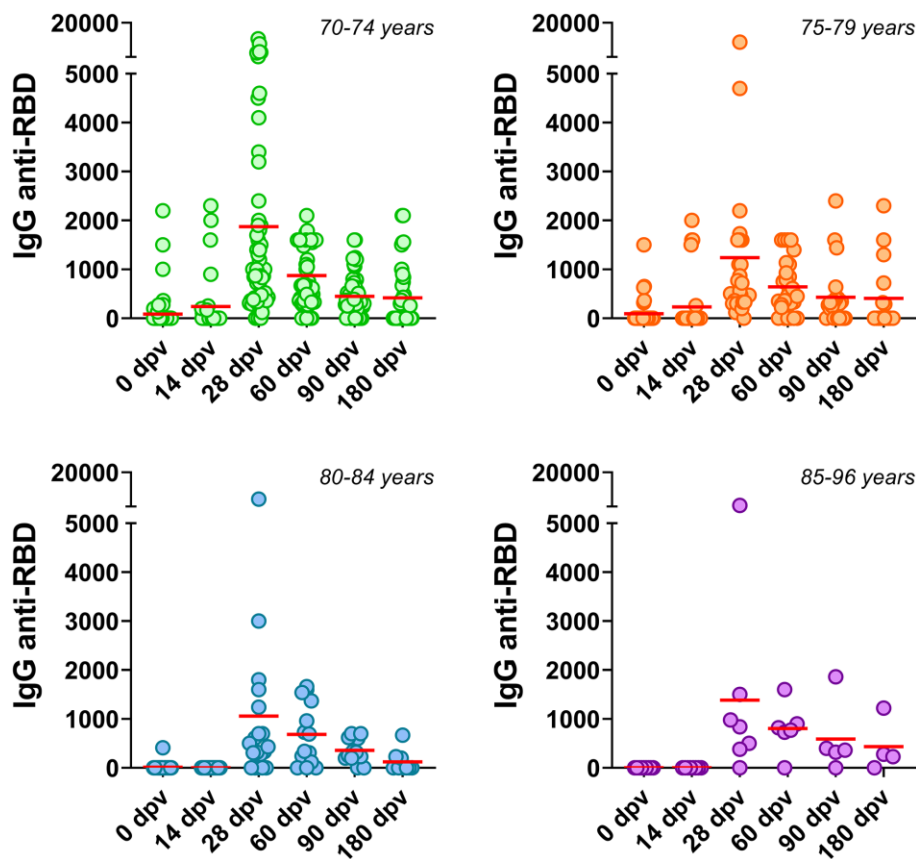 70-74 years
IgG anti-RBD
20000
5000
4000
3000
2000
1000
0
0 dpv
14 dpv
28 dpv
60 dpv
90 dpv
180 dpv
75-79 years
IgG anti-RBD
20000
5000
4000
3000
2000
1000
0
0 dpv
14 dpv
28 dpv
60 dpv
90 dpv
180 dpv
80-84 years
IgG anti-RBD
20000
5000
4000
3000
2000
1000
0
0 dpv
14 dpv
28 dpv
60 dpv
90 dpv
180 dpv
85-96 years
IgG anti-RBD
20000
5000
4000
3000
2000
1000
0
0 dpv
14 dpv
28 dpv
60 dpv
90 dpv
180 dpv